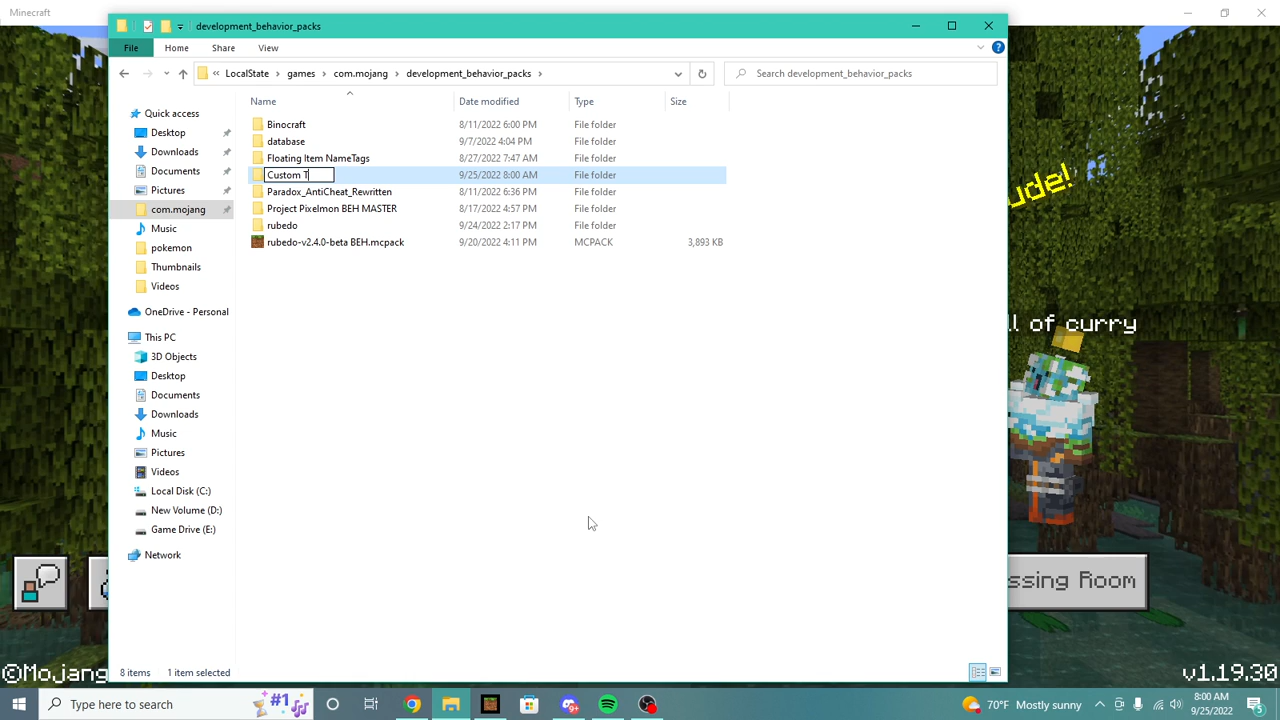 Minecraft
development_behavior_packs
File Home Share View
« LocalState › games › com.mojang › development_behavior_packs ›
Search development_behavior_packs
Name Date modified Type Size
Quick access
Desktop
Downloads
Documents
Pictures
com.mojang
Music
pokemon
Thumbnails
Videos
OneDrive - Personal
This PC
3D Objects
Desktop
Documents
Downloads
Music
Pictures
Videos
Local Disk (C:)
New Volume (D:)
Game Drive (E:)
Network
Binocraft 8/11/2022 6:00 PM File folder
database 9/7/2022 4:04 PM File folder
Floating Item NameTags 8/27/2022 7:47 AM File folder
Custom T 9/25/2022 8:00 AM File folder
Paradox_AntiCheat_Rewritten 8/11/2022 6:36 PM File folder
Project Pixelmon BEH MASTER 8/17/2022 4:57 PM File folder
rubedo 9/24/2022 2:17 PM File folder
rubedo-v2.4.0-beta BEH.mcpack 9/20/2022 4:11 PM MCPACK 3,893 KB
ude!
ll of curry
ssing Room
8 items 1 item selected
©Mojang
v1.19.30
Type here to search
#1
70°F Mostly sunny
8:00 AM
9/25/2022
5